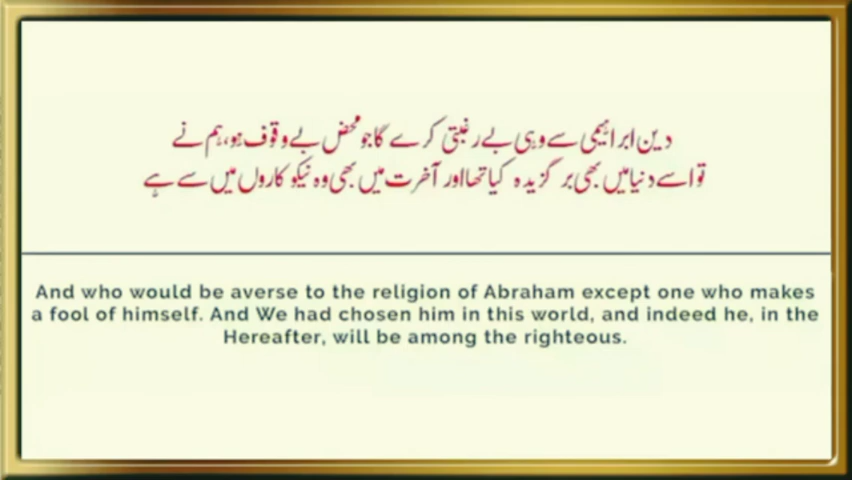 دین ابراہیمی سے وہی بے رغبتی کرے گا جو محض بے وقوف ہو، ہم نے
تو اسے دنیا میں بھی برگزیدہ کیا تھا اور آخرت میں بھی وہ نیکو کاروں میں سے ہے
And who would be averse to the religion of Abraham except one who makes
a fool of himself. And We had chosen him in this world, and indeed he, in the
Hereafter, will be among the righteous.